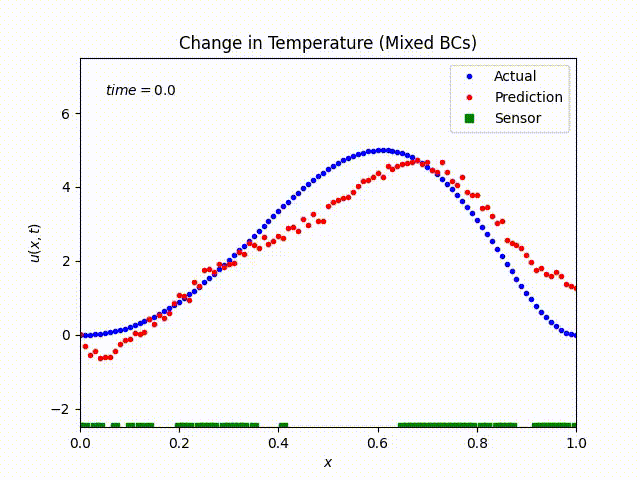 Change in Temperature (Mixed BCs)
time = 0.0
Actual
Prediction
Sensor
u(x, t)
6
4
2
0
−2
0.0 0.2 0.4 0.6 0.8 1.0
x